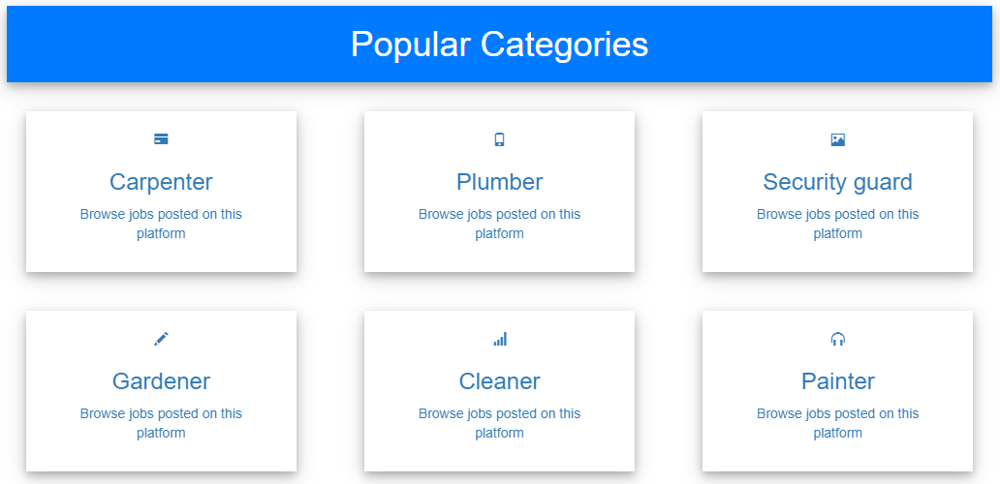 Popular Categories
Carpenter
Browse jobs posted on this
platform
Plumber
Browse jobs posted on this
platform
Security guard
Browse jobs posted on this
platform
Gardener
Browse jobs posted on this
platform
Cleaner
Browse jobs posted on this
platform
Painter
Browse jobs posted on this
platform